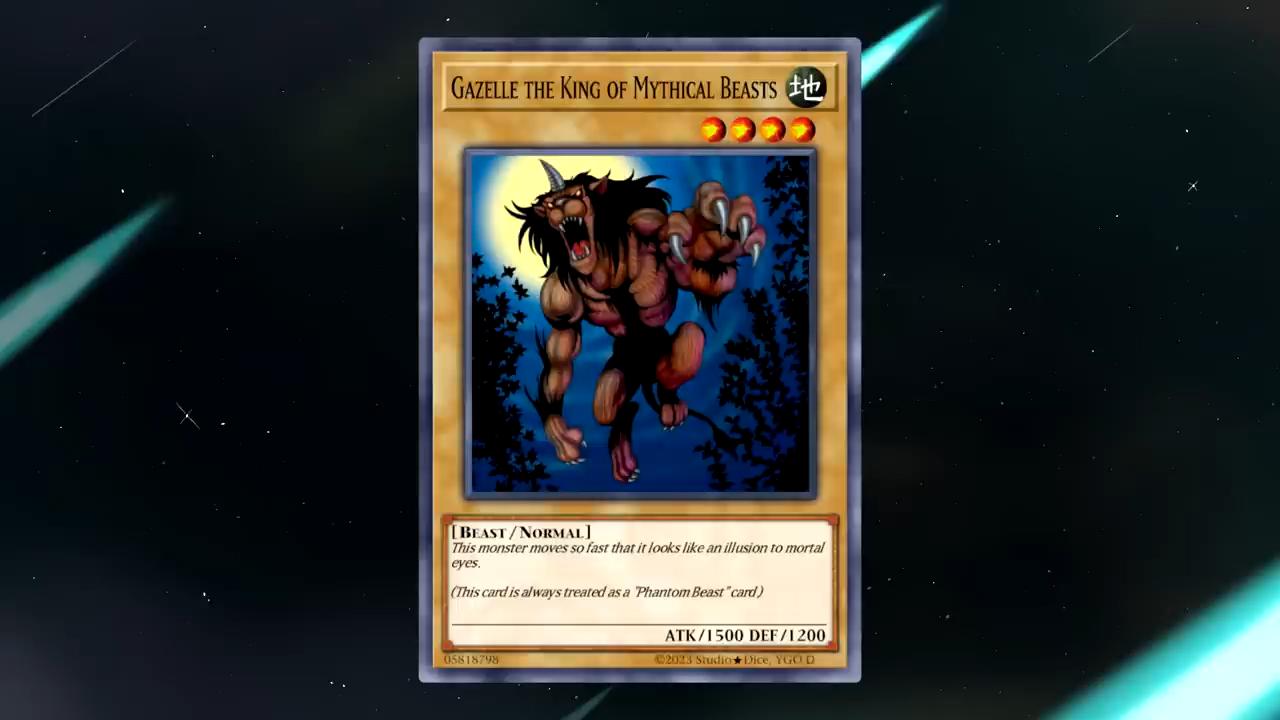 Gazelle the King of Mythical Beasts 地
[Beast/Normal]
This monster moves so fast that it looks like an illusion to mortal
eyes.
(This card is always treated as a "Phantom Beast" card.)
ATK/1500 DEF/1200
05818798 ©2023 Studio★Dice, YGO D